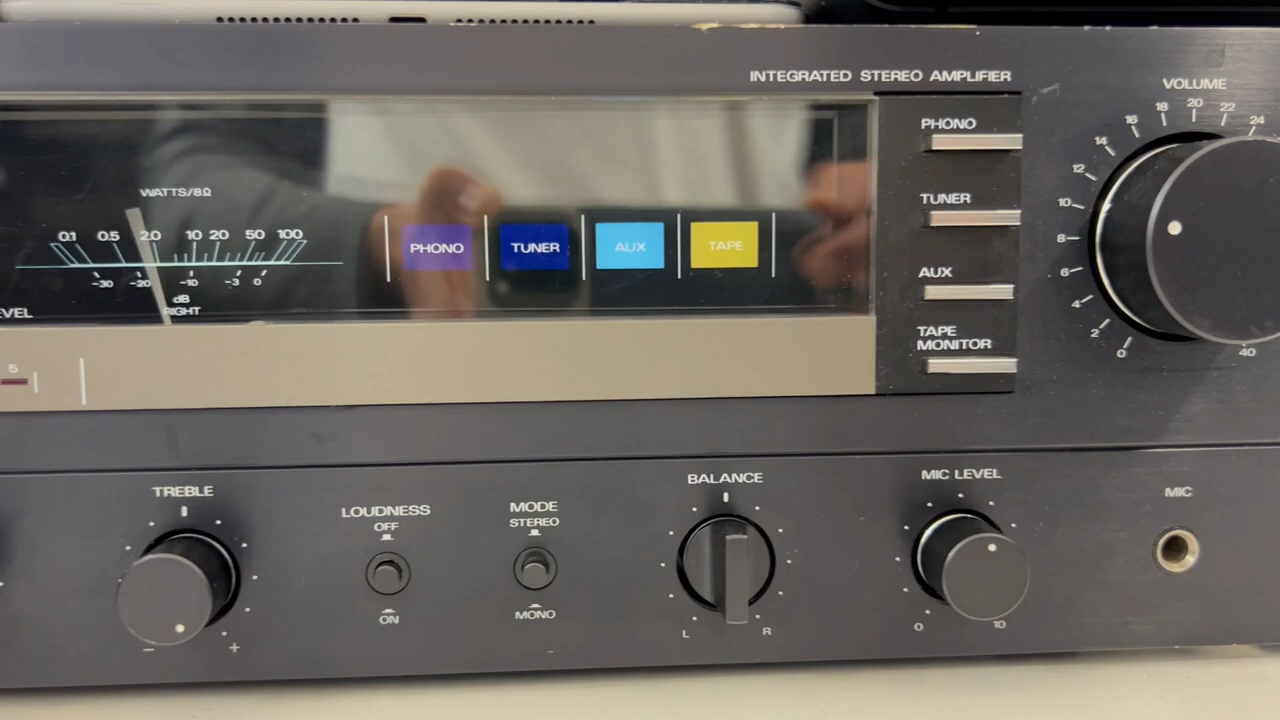 INTEGRATED STEREO AMPLIFIER
VOLUME
0 2 4 6 8 10 12 14 16 18 20 22 24 40
PHONO
TUNER
AUX
TAPE
MONITOR
WATTS/8Ω
0.1 0.5 2.0 10 20 50 100
-30 -20 -10 -3 0
dB
RIGHT
EVEL
PHONO TUNER AUX TAPE
5
TREBLE
- +
LOUDNESS
OFF
ON
MODE
STEREO
MONO
BALANCE
L R
MIC LEVEL
0 10
MIC